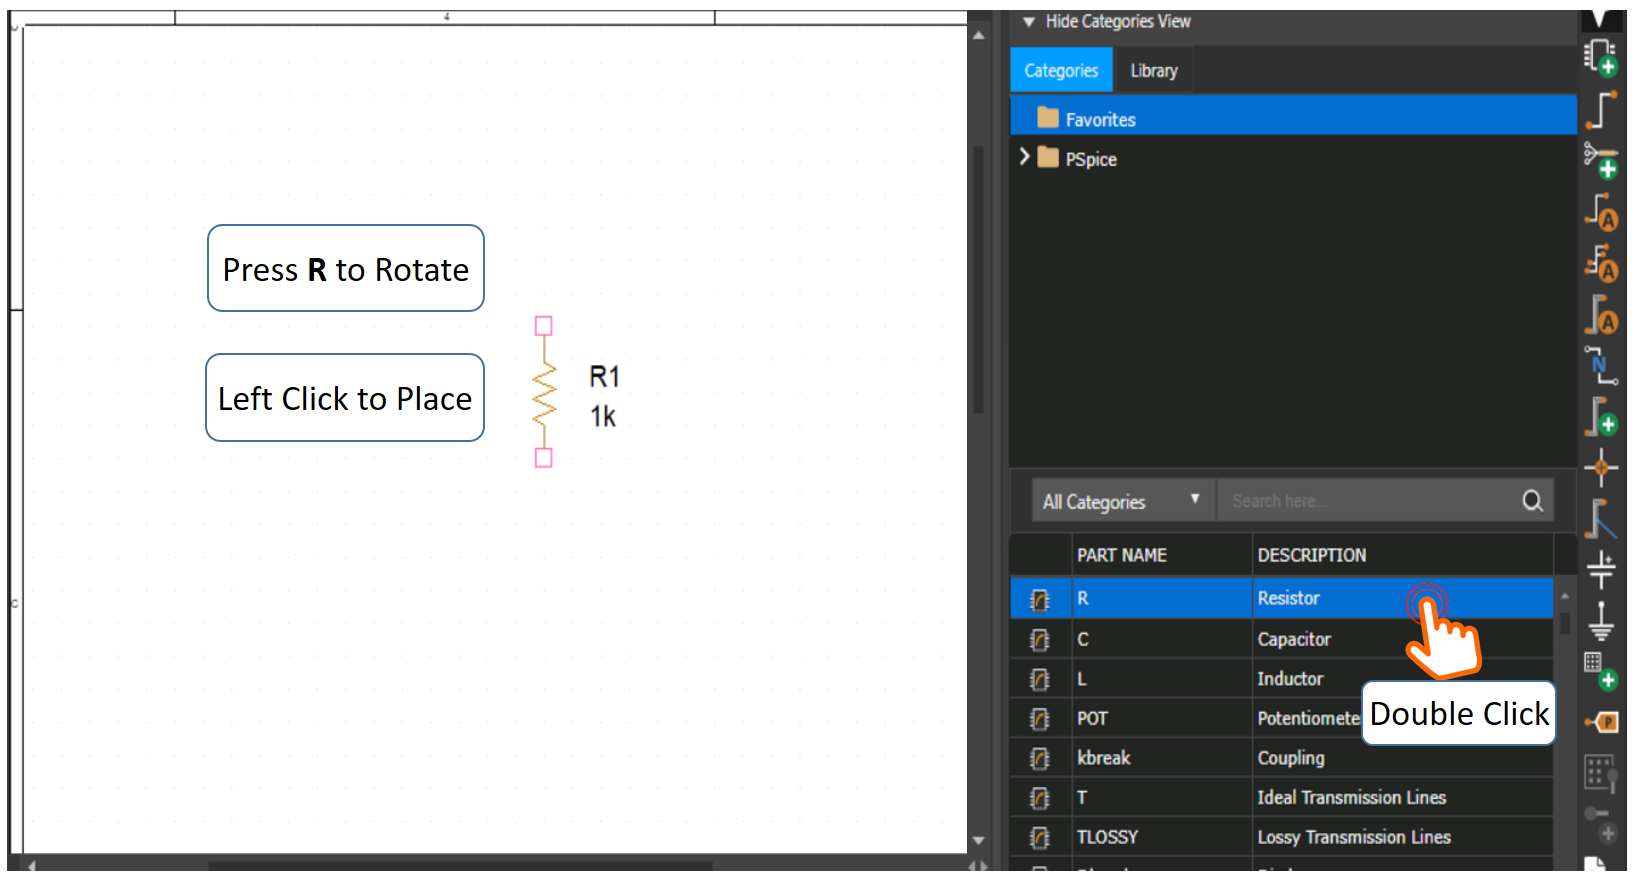 4
Hide Categories View
Categories Library
Favorites
PSpice
Press R to Rotate
Left Click to Place
R1
1k
All Categories Search here...
PART NAME DESCRIPTION
R Resistor
C Capacitor
L Inductor
POT
Double Click
kbreak Coupling
T Ideal Transmission Lines
TLOSSY Lossy Transmission Lines
C
A
A
A
N
P